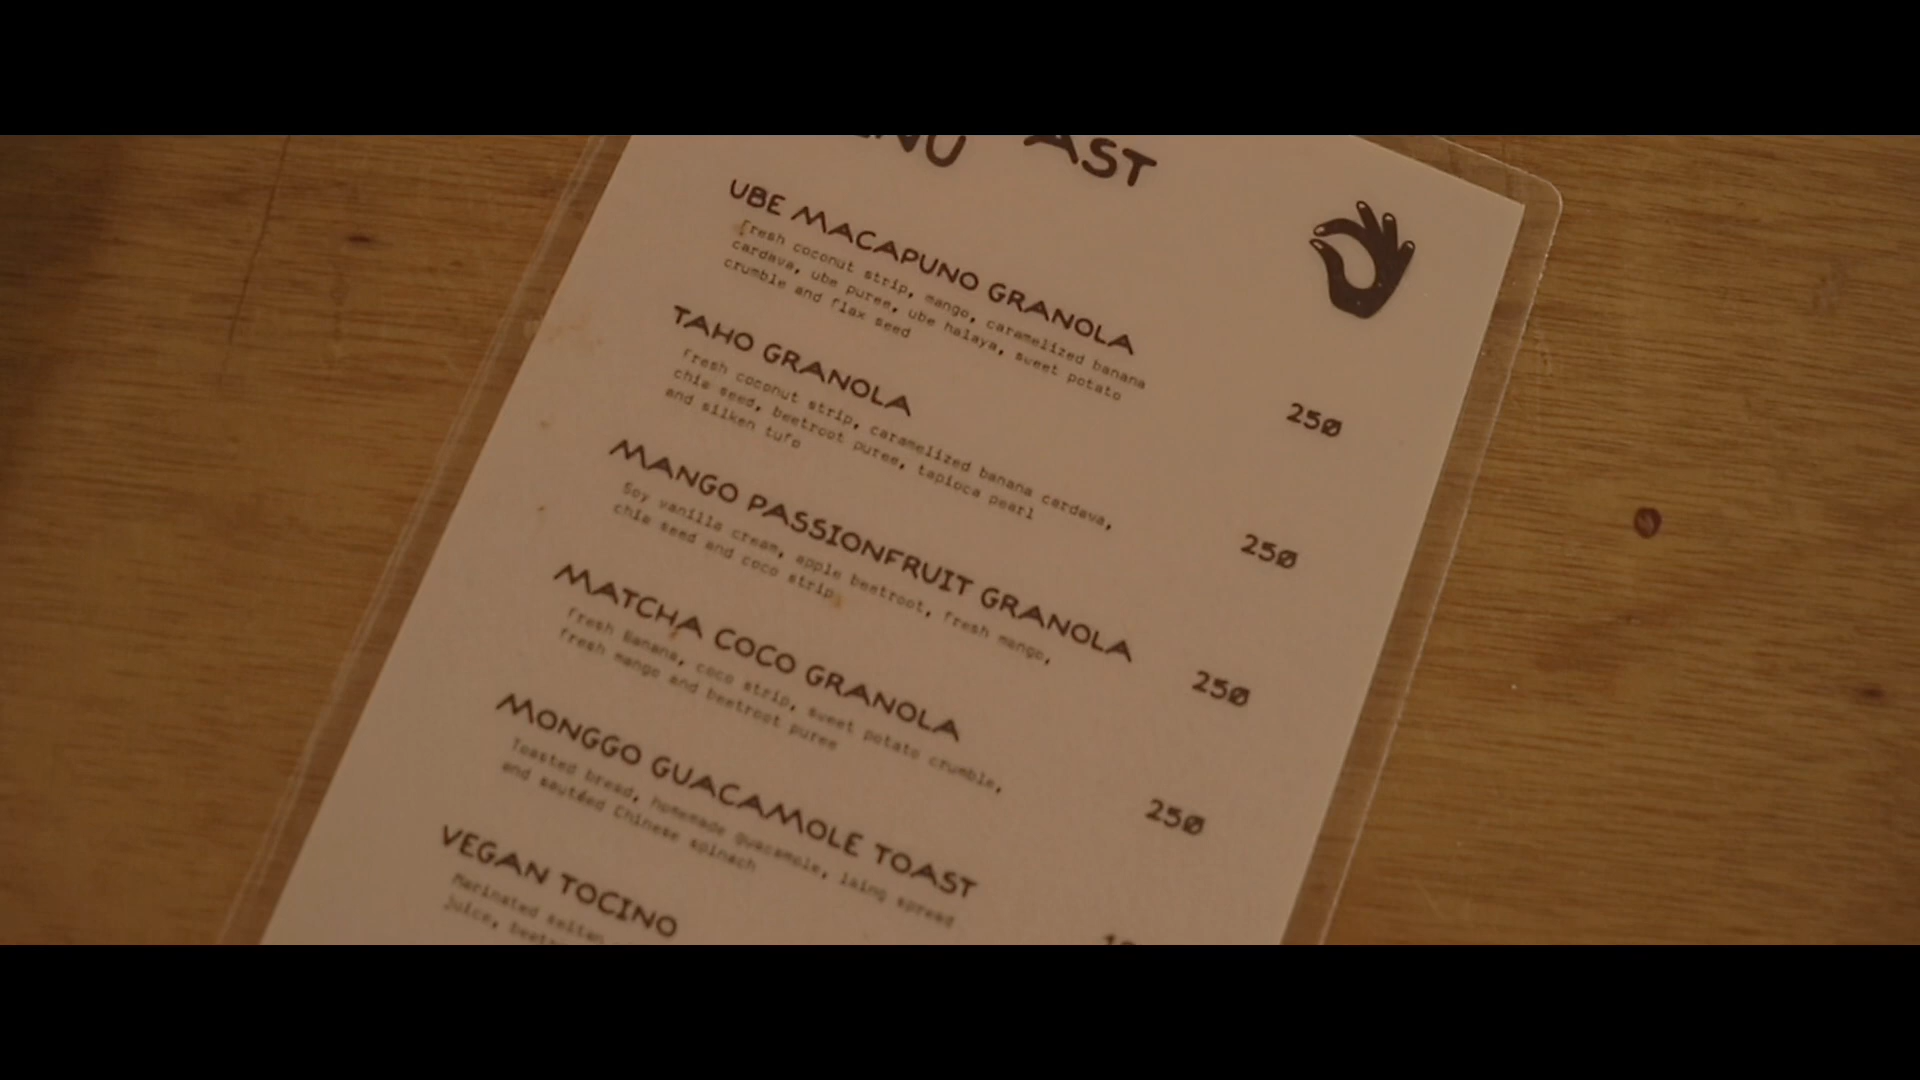 UBE MACAPUNO GRANOLA
fresh coconut strip, mango, caramelized banana
cardava, ube puree, ube halaya, sweet potato
crumble and flax seed
250
TAHO GRANOLA
fresh coconut strip, caramelized banana cardava,
chia seed, beetroot puree, tapioca pearl
and silken tufo
250
MANGO PASSIONFRUIT GRANOLA
Soy vanilla cream, apple beetroot, fresh mango,
chia seed and coco strip
250
MATCHA COCO GRANOLA
fresh Banana, coco strip, sweet potato crumble,
fresh mango and beetroot puree
250
MONGGO GUACAMOLE TOAST
Toasted bread, homemade guacamole, laing spread
and sautéed Chinese spinach
VEGAN TOCINO
Marinated seitan
juice,